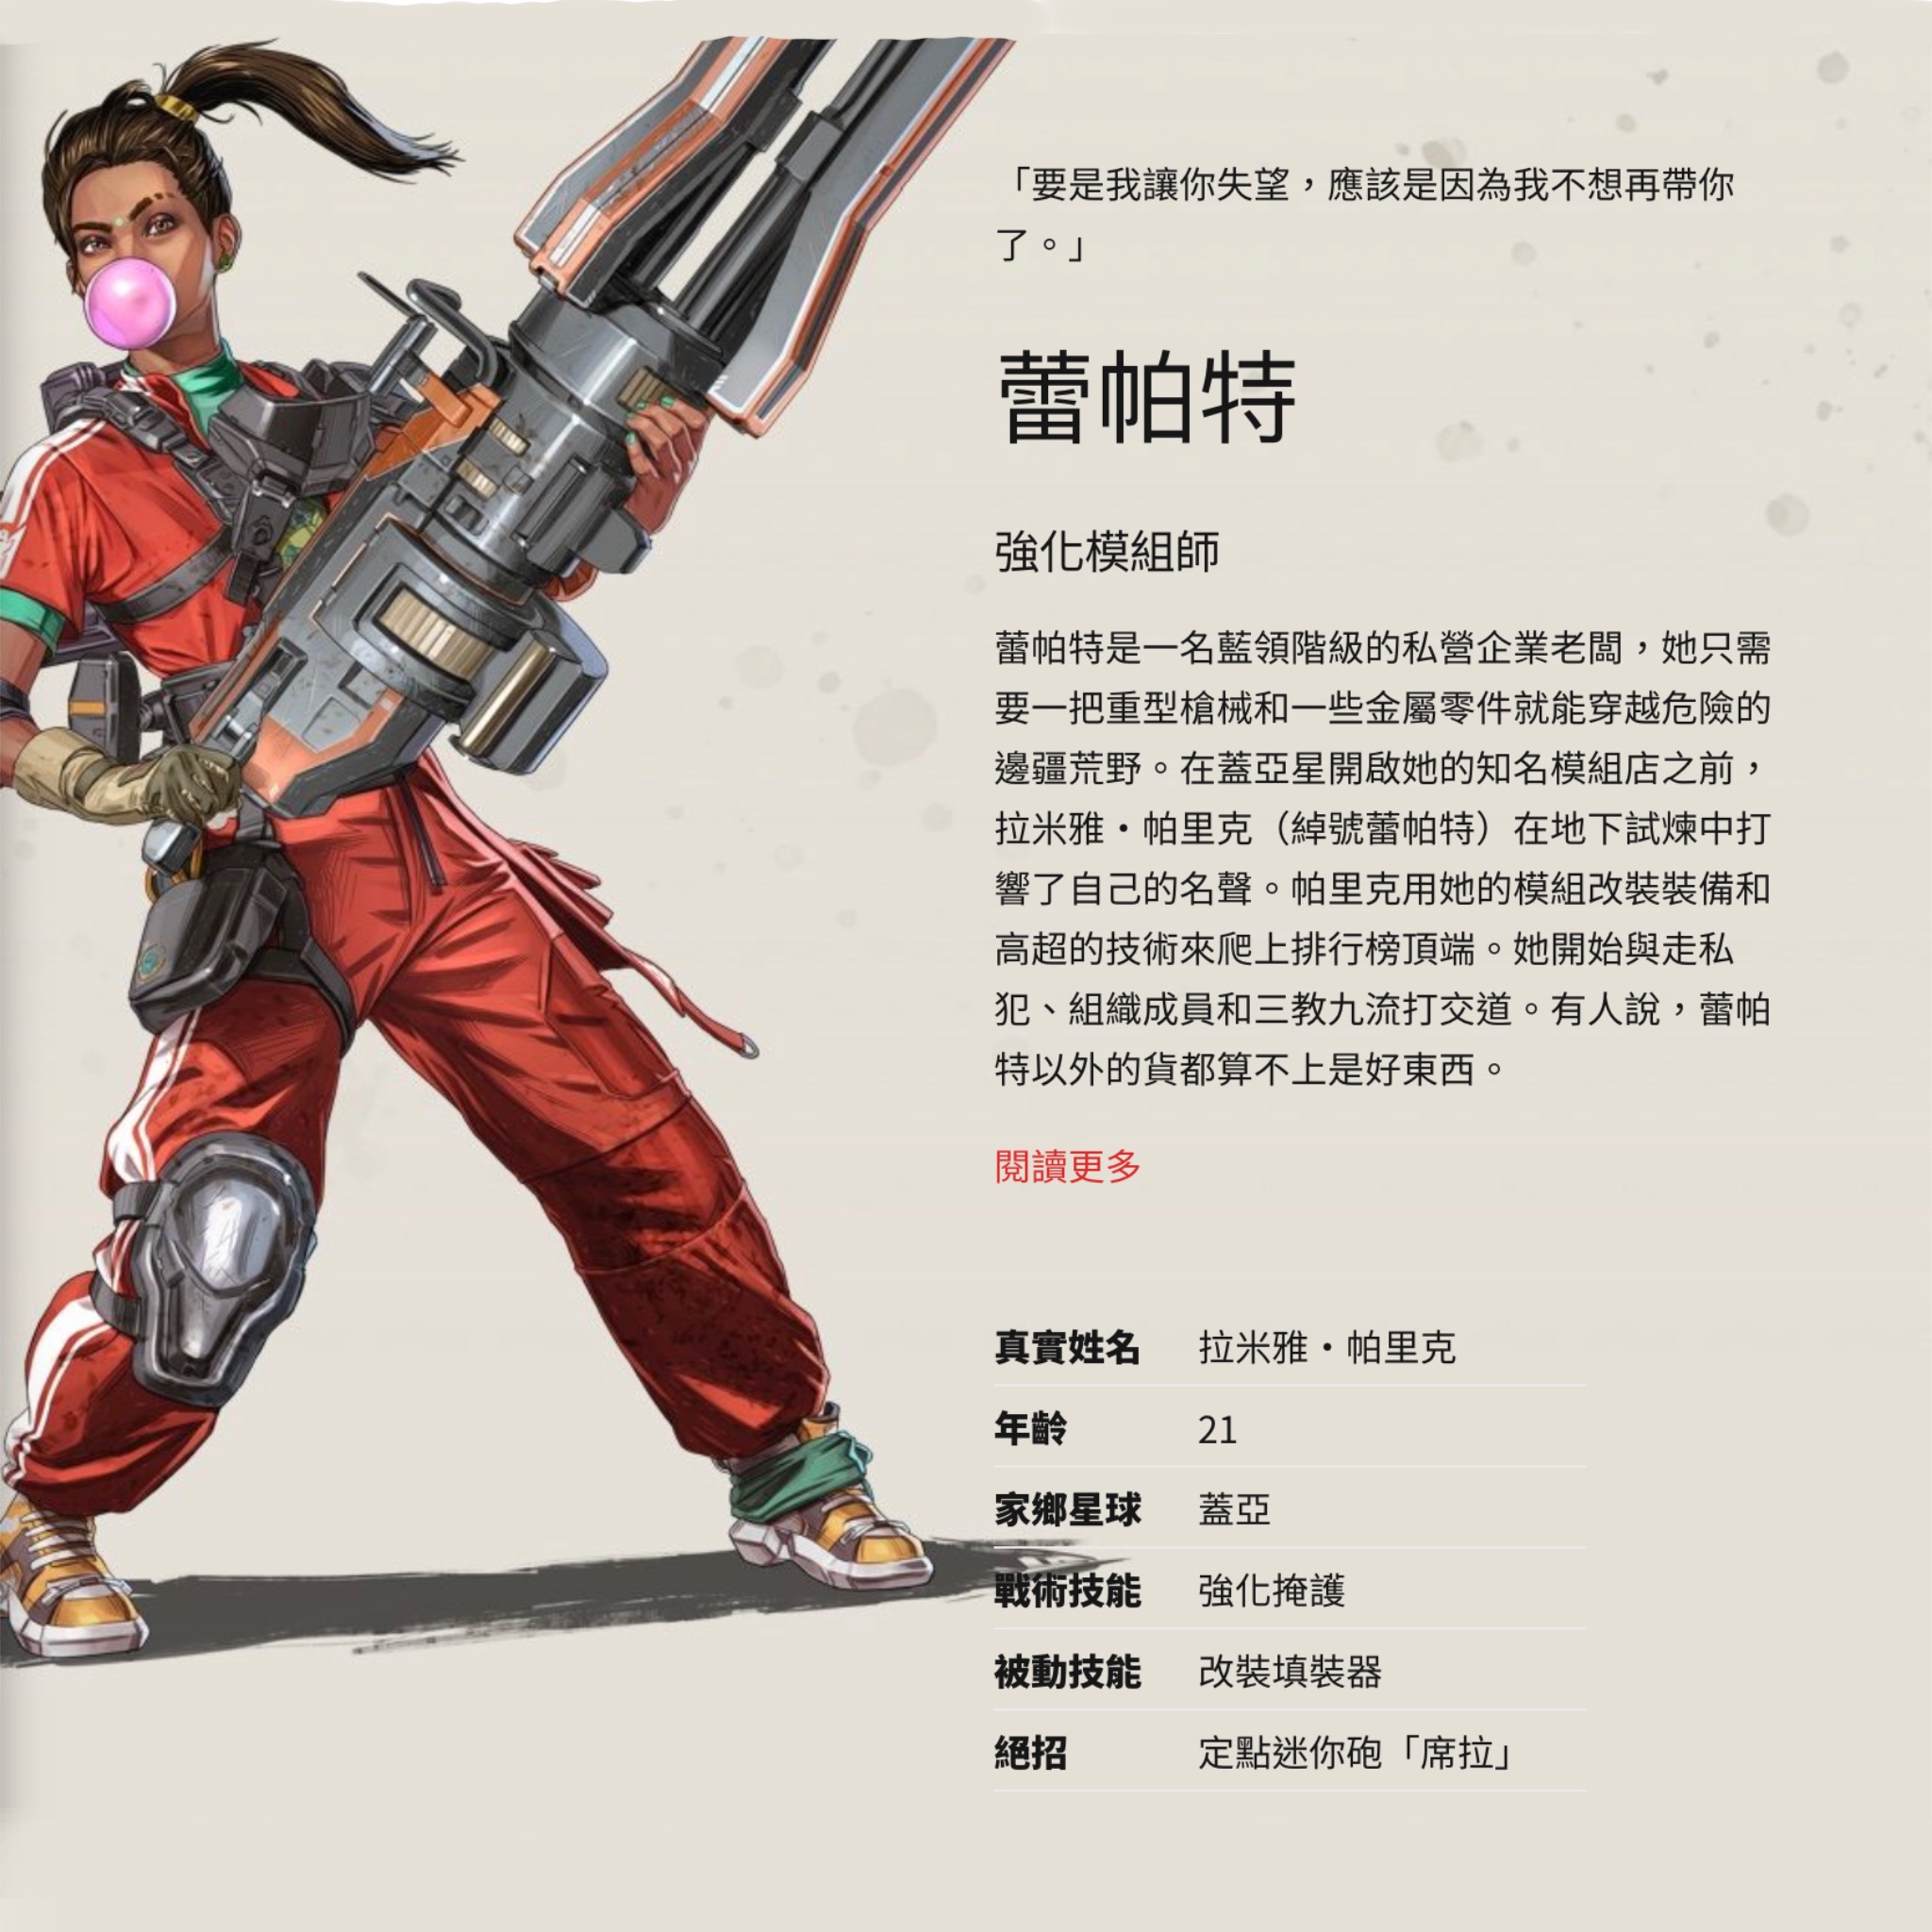 「要是我讓你失望，應該是因為我不想再帶你
了。」
蕾帕特
強化模組師
蕾帕特是一名藍領階級的私營企業老闆，她只需
要一把重型槍械和一些金屬零件就能穿越危險的
邊疆荒野。在蓋亞星開啟她的知名模組店之前，
拉米雅・帕里克（綽號蕾帕特）在地下試煉中打
響了自己的名聲。帕里克用她的模組改裝裝備和
高超的技術來爬上排行榜頂端。她開始與走私
犯、組織成員和三教九流打交道。有人說，蕾帕
特以外的貨都算不上是好東西。
閱讀更多
真實姓名 拉米雅・帕里克
年齡 21
家鄉星球 蓋亞
戰術技能 強化掩護
被動技能 改裝填裝器
絕招 定點迷你砲「席拉」